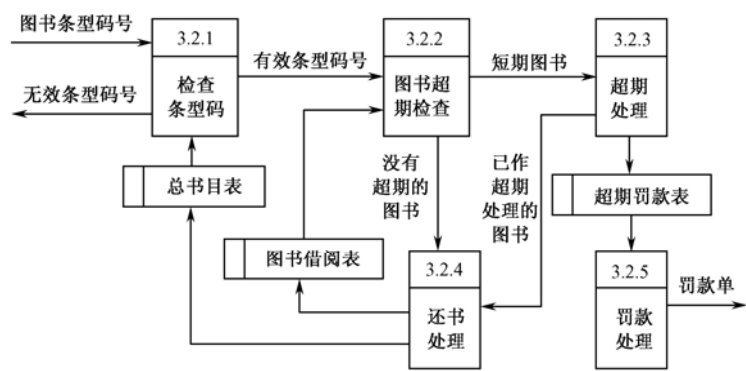 图书条型码号
无效条型码号
3.2.1
检查
条型码
有效条型码号
3.2.2
图书超
期检查
短期图书
3.2.3
超期
处理
总书目表
没有
超期的
图书
已作
超期
处理的
图书
超期罚款表
图书借阅表
3.2.4
还书
处理
3.2.5
罚款
处理
罚款单